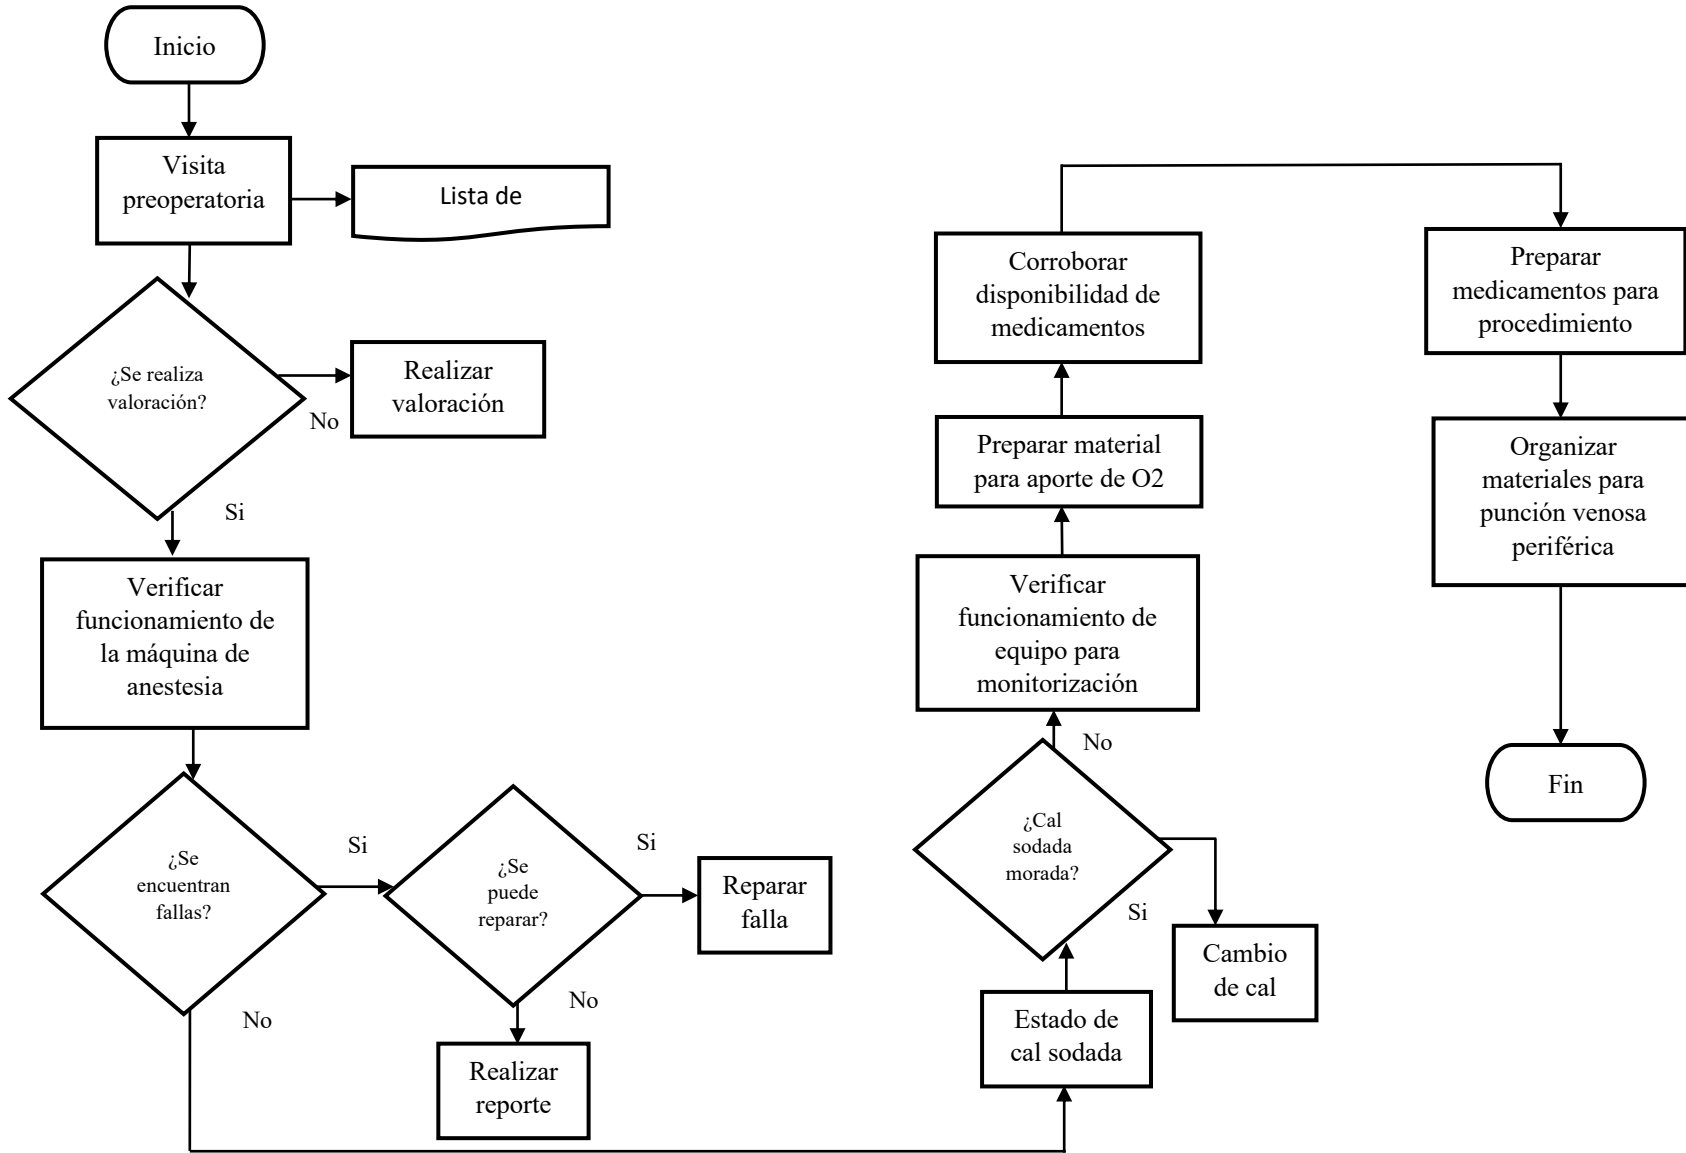 Inicio
Visita
preoperatoria
Lista de
¿Se realiza
valoración?
No
Realizar
valoración
Si
Verificar
funcionamiento de
la máquina de
anestesia
¿Se
encuentran
fallas?
Si
No
¿Se
puede
reparar?
Si
Reparar
falla
No
Realizar
reporte
Estado de
cal sodada
¿Cal
sodada
morada?
Si
Cambio
de cal
No
Verificar
funcionamiento de
equipo para
monitorización
Preparar material
para aporte de O2
Corroborar
disponibilidad de
medicamentos
Preparar
medicamentos para
procedimiento
Organizar
materiales para
punción venosa
periférica
Fin